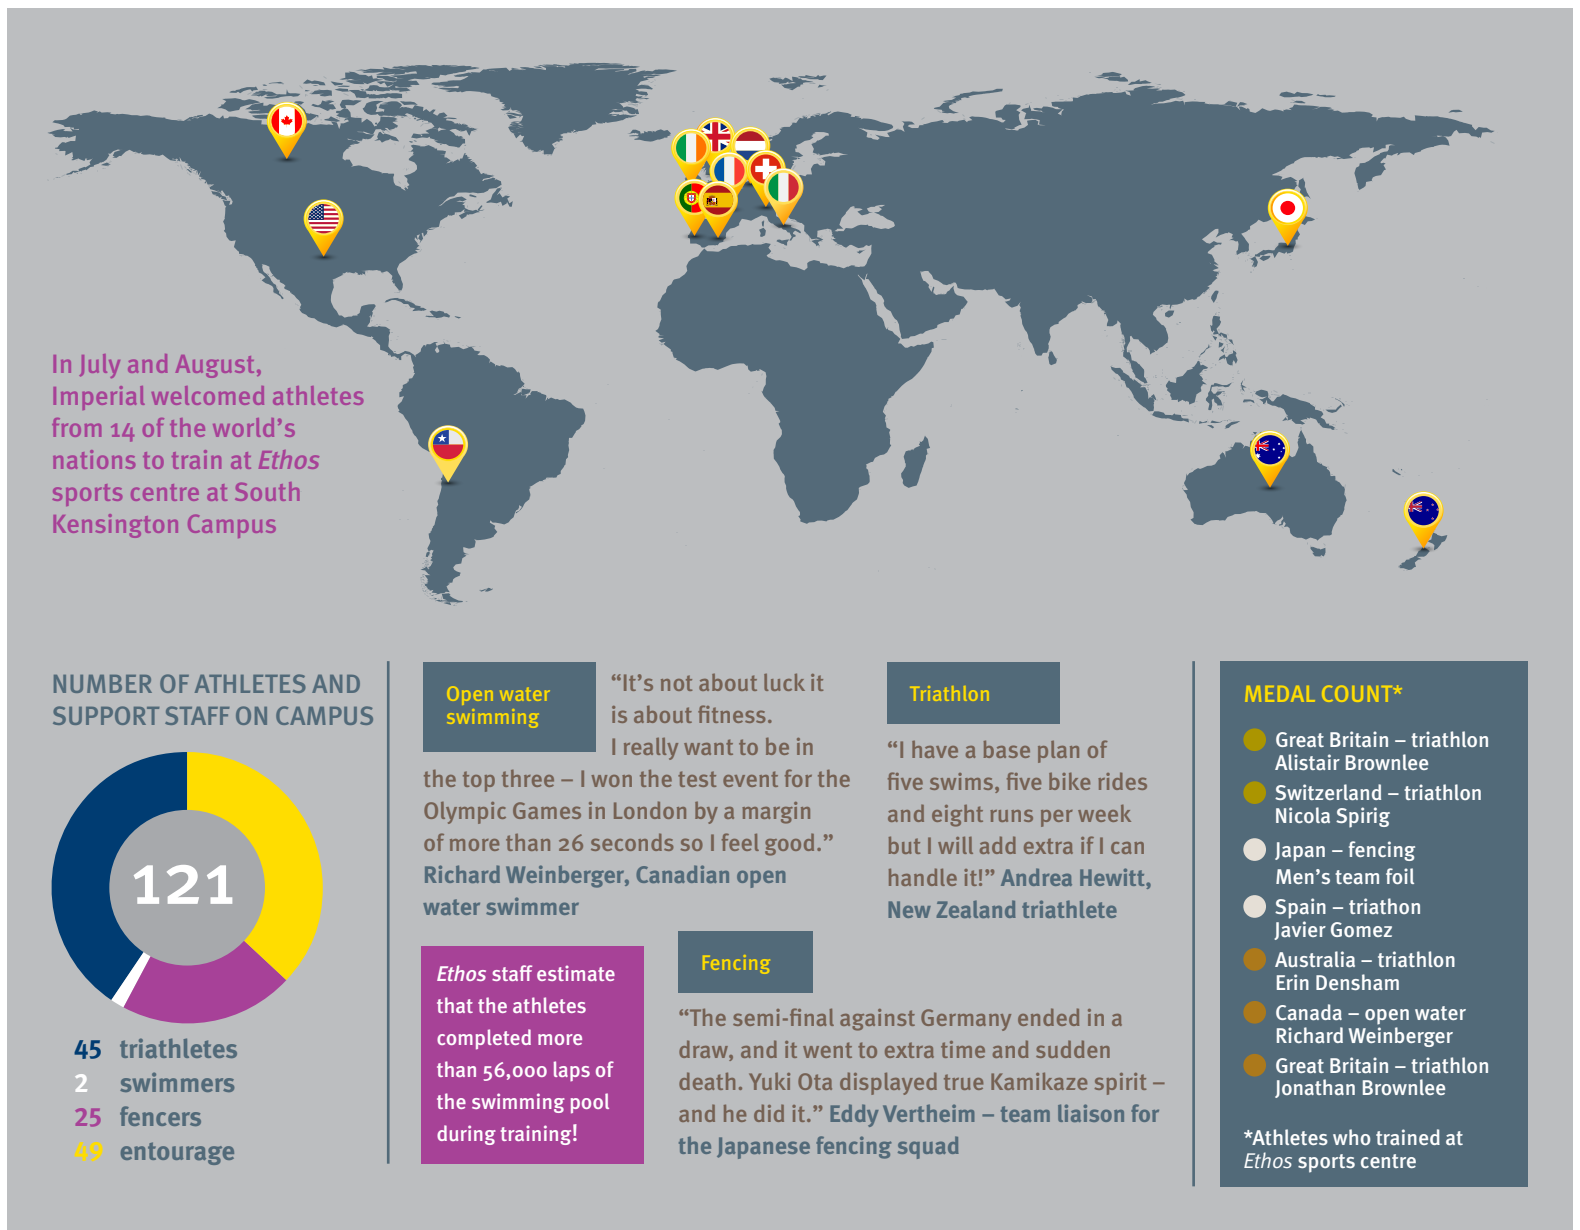 In July and August,
Imperial welcomed athletes
from 14 of the world’s
nations to train at Ethos
sports centre at South
Kensington Campus
NUMBER OF ATHLETES AND
SUPPORT STAFF ON CAMPUS
121
45 triathletes
2 swimmers
25 fencers
49 entourage
Open water
swimming
“It’s not about luck it
is about fitness.
I really want to be in
the top three – I won the test event for the
Olympic Games in London by a margin
of more than 26 seconds so I feel good.”
Richard Weinberger, Canadian open
water swimmer
Ethos staff estimate
that the athletes
completed more
than 56,000 laps of
the swimming pool
during training!
Triathlon
“I have a base plan of
five swims, five bike rides
and eight runs per week
but I will add extra if I can
handle it!” Andrea Hewitt,
New Zealand triathlete
Fencing
“The semi-final against Germany ended in a
draw, and it went to extra time and sudden
death. Yuki Ota displayed true Kamikaze spirit –
and he did it.” Eddy Vertheim – team liaison for
the Japanese fencing squad
MEDAL COUNT*
Great Britain – triathlon
Alistair Brownlee
Switzerland – triathlon
Nicola Spirig
Japan – fencing
Men’s team foil
Spain – triathon
Javier Gomez
Australia – triathlon
Erin Densham
Canada – open water
Richard Weinberger
Great Britain – triathlon
Jonathan Brownlee
*Athletes who trained at
Ethos sports centre